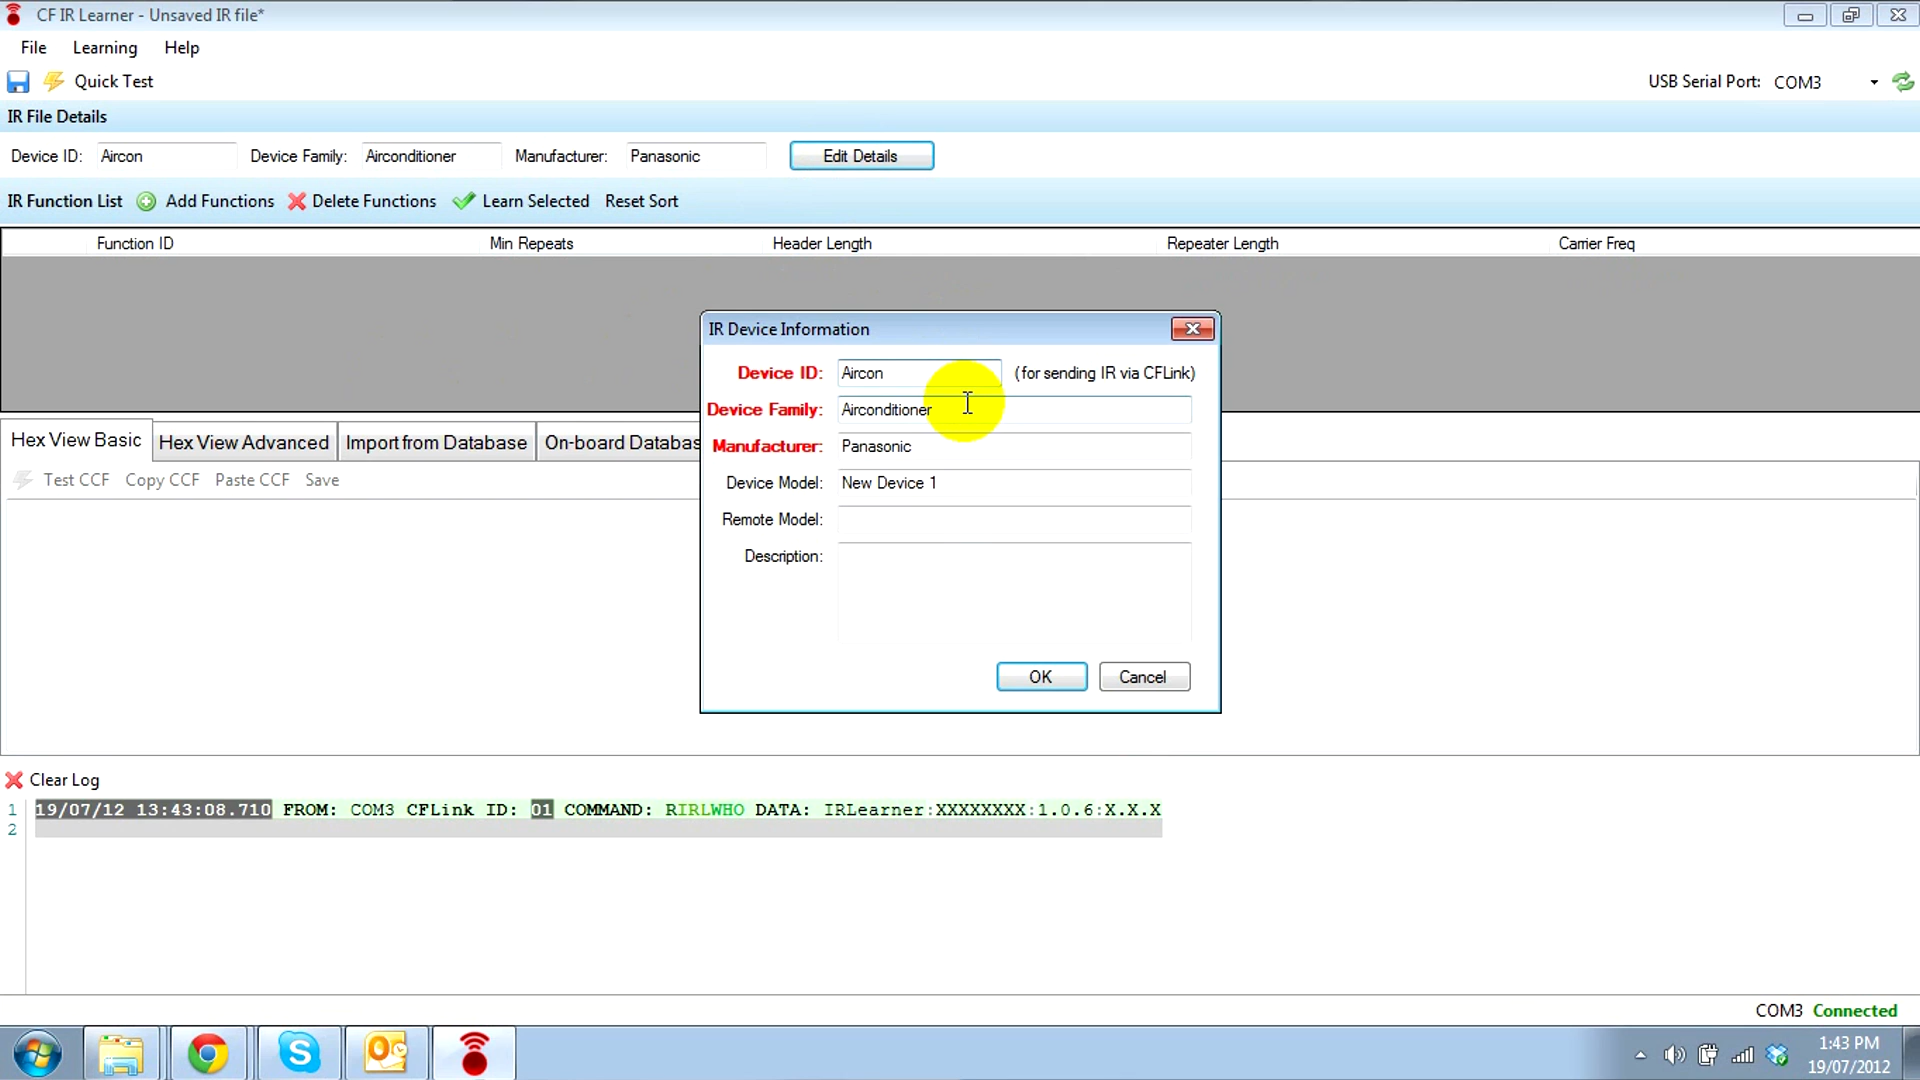 CF IR Learner - Unsaved IR file*
File Learning Help
Quick Test USB Serial Port: COM3
IR File Details
Device ID: Aircon Device Family: Airconditioner Manufacturer: Panasonic Edit Details
IR Function List Add Functions Delete Functions Learn Selected Reset Sort
Function ID Min Repeats Header Length Repeater Length Carrier Freq
IR Device Information
Device ID: Aircon (for sending IR via CFLink)
Device Family: Airconditioner
Manufacturer: Panasonic
Device Model: New Device 1
Remote Model:
Description:
OK Cancel
Hex View Basic Hex View Advanced Import from Database On-board Databas
Test CCF Copy CCF Paste CCF Save
Clear Log
1 19/07/12 13:43:08.710 FROM: COM3 CFLink ID: 01 COMMAND: RIRLWHO DATA: IRLearner:XXXXXXXX:1.0.6:X.X.X
2
COM3 Connected
1:43 PM
19/07/2012